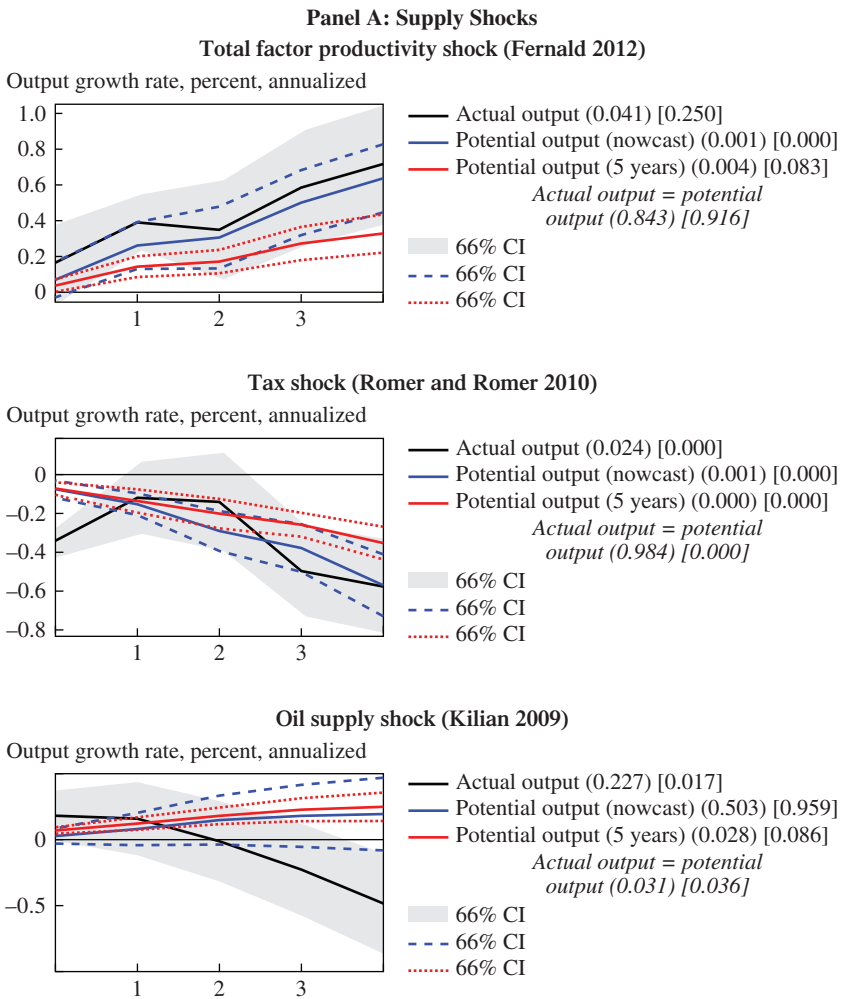 Panel A: Supply Shocks
Total factor productivity shock (Fernald 2012)
Output growth rate, percent, annualized
1.0
0.8
0.6
0.4
0.2
0
1
2
3
Actual output (0.041) [0.250]
Potential output (nowcast) (0.001) [0.000]
Potential output (5 years) (0.004) [0.083]
Actual output = potential
output (0.843) [0.916]
66% CI
66% CI
66% CI
Tax shock (Romer and Romer 2010)
Output growth rate, percent, annualized
0
–0.2
–0.4
–0.6
–0.8
1
2
3
Actual output (0.024) [0.000]
Potential output (nowcast) (0.001) [0.000]
Potential output (5 years) (0.000) [0.000]
Actual output = potential
output (0.984) [0.000]
66% CI
66% CI
66% CI
Oil supply shock (Kilian 2009)
Output growth rate, percent, annualized
0
–0.5
1
2
3
Actual output (0.227) [0.017]
Potential output (nowcast) (0.503) [0.959]
Potential output (5 years) (0.028) [0.086]
Actual output = potential
output (0.031) [0.036]
66% CI
66% CI
66% CI